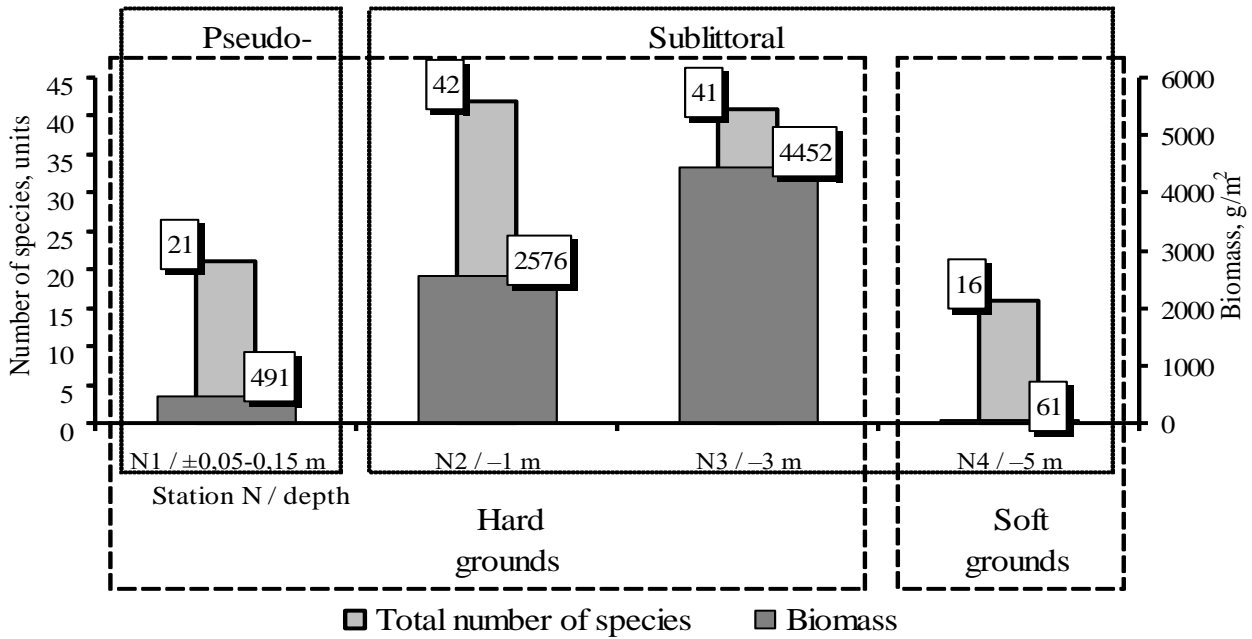 Pseudo-
Sublittoral
Number of species, units
45
40
35
30
25
20
15
10
5
0
42
41
21
16
2576
4452
491
61
6000
5000
4000
3000
2000
1000
0
Biomass, g/m²
N1 / ±0,05-0,15 m
N2 / –1 m
N3 / –3 m
N4 / –5 m
Station N / depth
Hard
grounds
Soft
grounds
Total number of species
Biomass